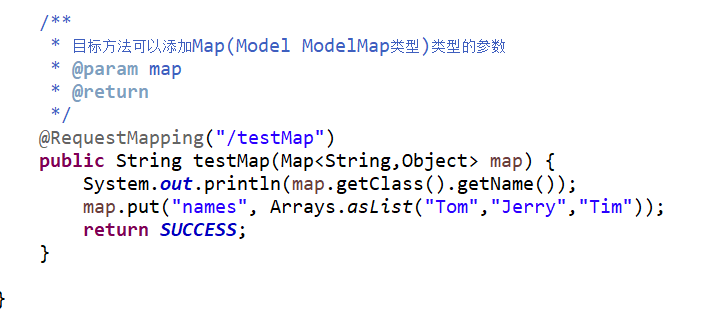 /**
 * 目标方法可以添加Map(Model ModelMap类型)类型的参数
 * @param map
 * @return
 */
@RequestMapping("/testMap")
public String testMap(Map<String,Object> map) {
    System.out.println(map.getClass().getName());
    map.put("names", Arrays.asList("Tom","Jerry","Tim"));
    return SUCCESS;
}
}